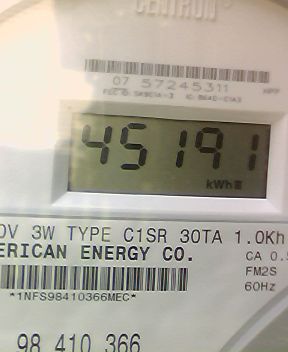 CENTRON
07 57245311
45191
kWh
0V 3W TYPE C1SR 30TA 1.0Kh
ERICAN ENERGY CO.
CA 0.5
FM2S
*1NFS98410366MEC*
60Hz
98 410 366